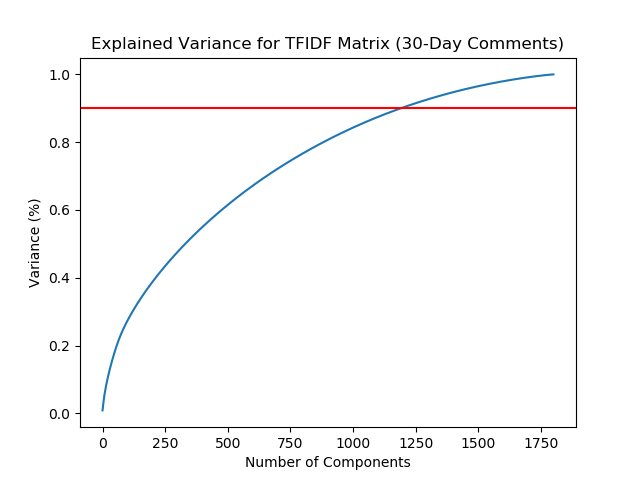 Explained Variance for TFIDF Matrix (30-Day Comments)
1.0
0.8
0.6
0.4
0.2
0.0
Variance (%)
0 250 500 750 1000 1250 1500 1750
Number of Components